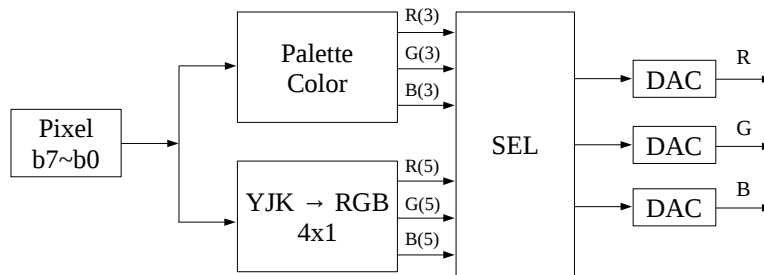 Pixel
b7~b0
Palette
Color
R(3)
G(3)
B(3)
YJK → RGB
4x1
R(5)
G(5)
B(5)
SEL
DAC
R
DAC
G
DAC
B